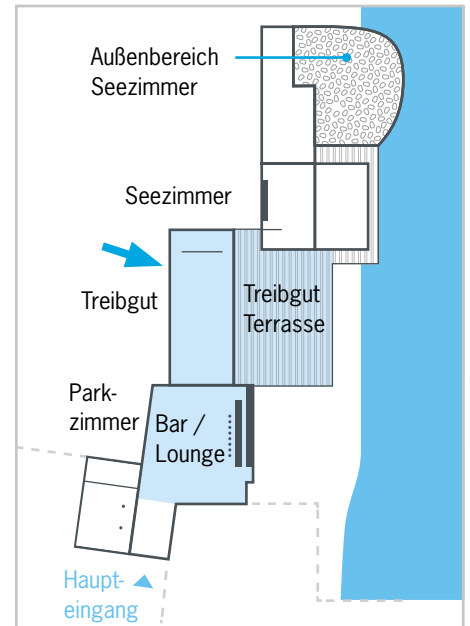 Außenbereich
Seezimmer
Seezimmer
Treibgut
Treibgut
Terrasse
Park-
zimmer
Bar /
Lounge
Haupt-
eingang